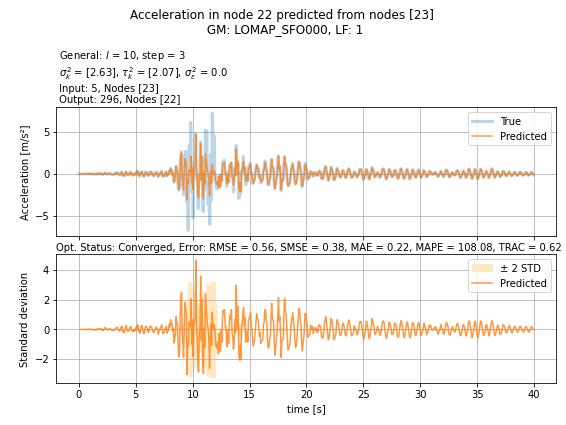 Acceleration in node 22 predicted from nodes [23]
GM: LOMAP_SFO000, LF: 1
General: l = 10, step = 3
σ²ₖ = [2.63], τ²ₖ = [2.07], σ²ε = 0.0
Input: 5, Nodes [23]
Output: 296, Nodes [22]
Acceleration [m/s²]
5
0
−5
True
Predicted
Opt. Status: Converged, Error: RMSE = 0.56, SMSE = 0.38, MAE = 0.22, MAPE = 108.08, TRAC = 0.62
Standard deviation
4
2
0
−2
± 2 STD
Predicted
0 5 10 15 20 25 30 35 40
time [s]